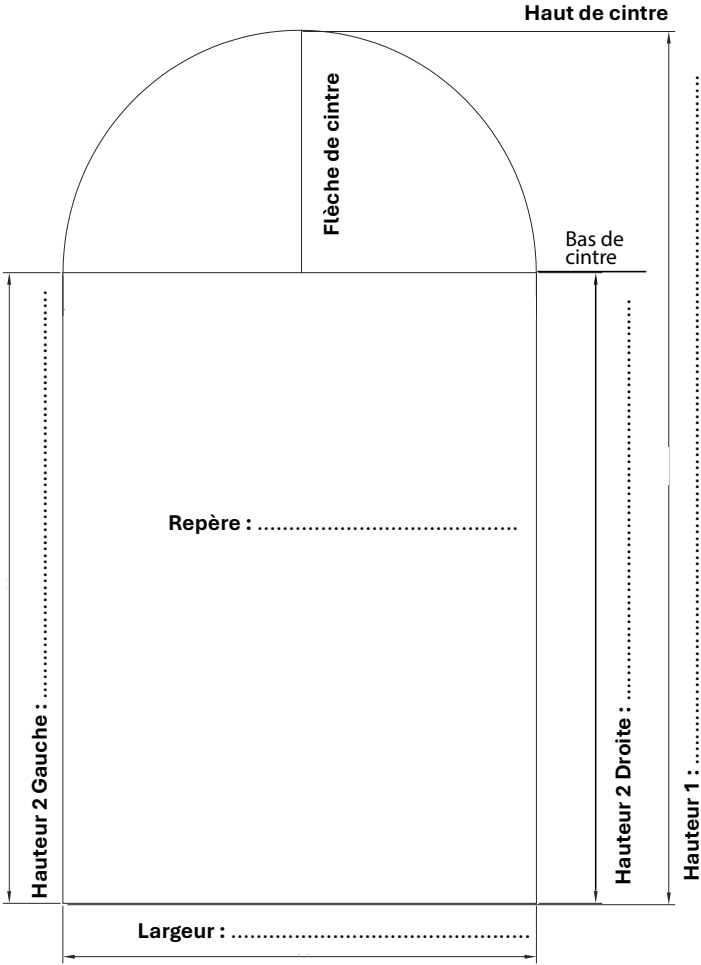 Haut de cintre
Flèche de cintre
Bas de
cintre
Repère : ..........................................
Hauteur 2 Gauche : .................................................................
Hauteur 2 Droite : ................................................................
Hauteur 1 : ..............................................................................................................
Largeur : ................................................